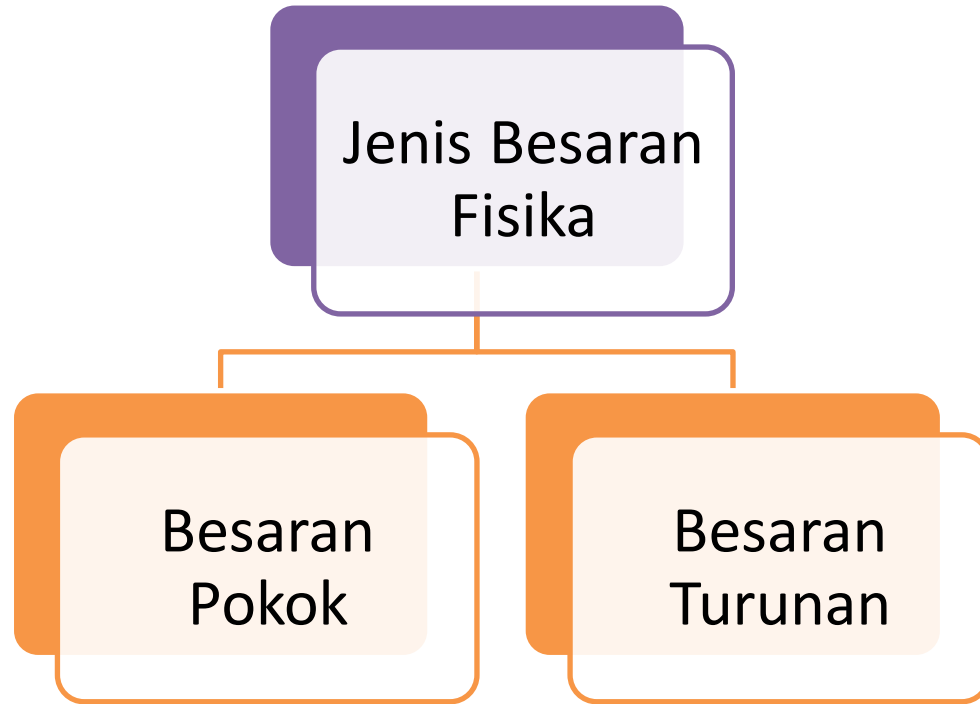 Jenis Besaran
Fisika
Besaran
Pokok
Besaran
Turunan